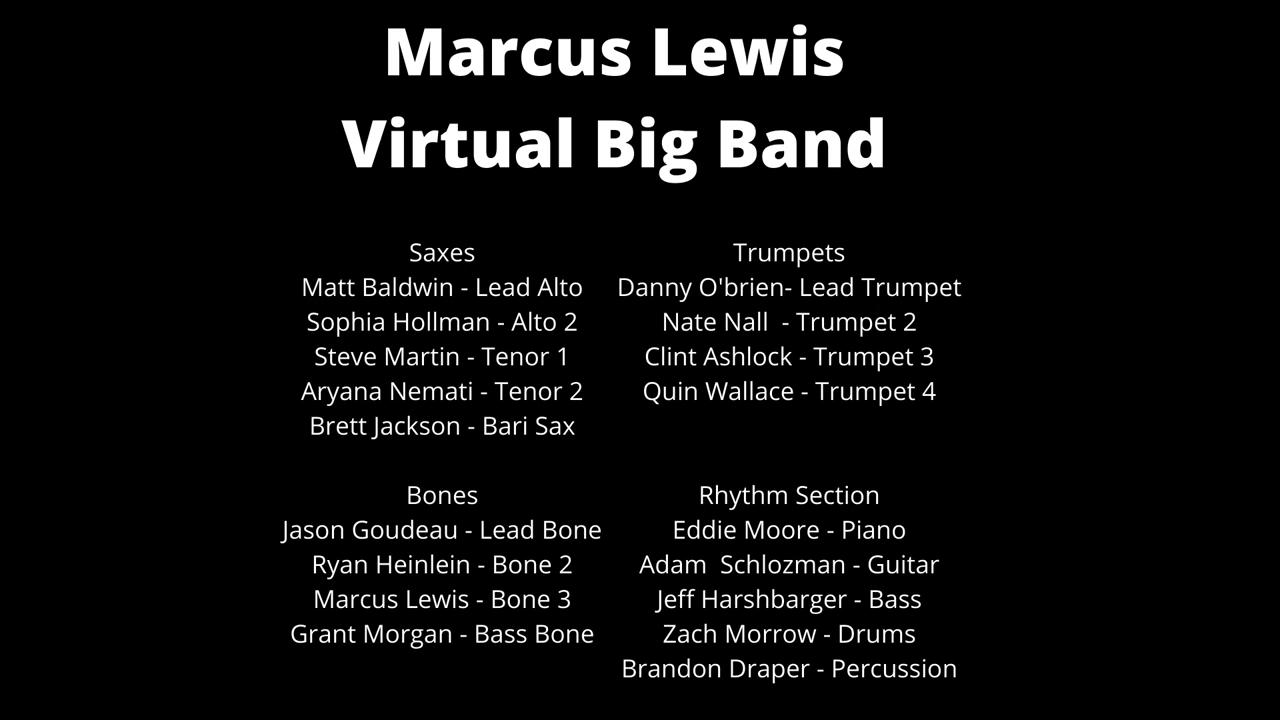 Marcus Lewis
Virtual Big Band
Saxes
Matt Baldwin - Lead Alto
Sophia Hollman - Alto 2
Steve Martin - Tenor 1
Aryana Nemati - Tenor 2
Brett Jackson - Bari Sax
Trumpets
Danny O'brien- Lead Trumpet
Nate Nall  - Trumpet 2
Clint Ashlock - Trumpet 3
Quin Wallace - Trumpet 4
Bones
Jason Goudeau - Lead Bone
Ryan Heinlein - Bone 2
Marcus Lewis - Bone 3
Grant Morgan - Bass Bone
Rhythm Section
Eddie Moore - Piano
Adam  Schlozman - Guitar
Jeff Harshbarger - Bass
Zach Morrow - Drums
Brandon Draper - Percussion